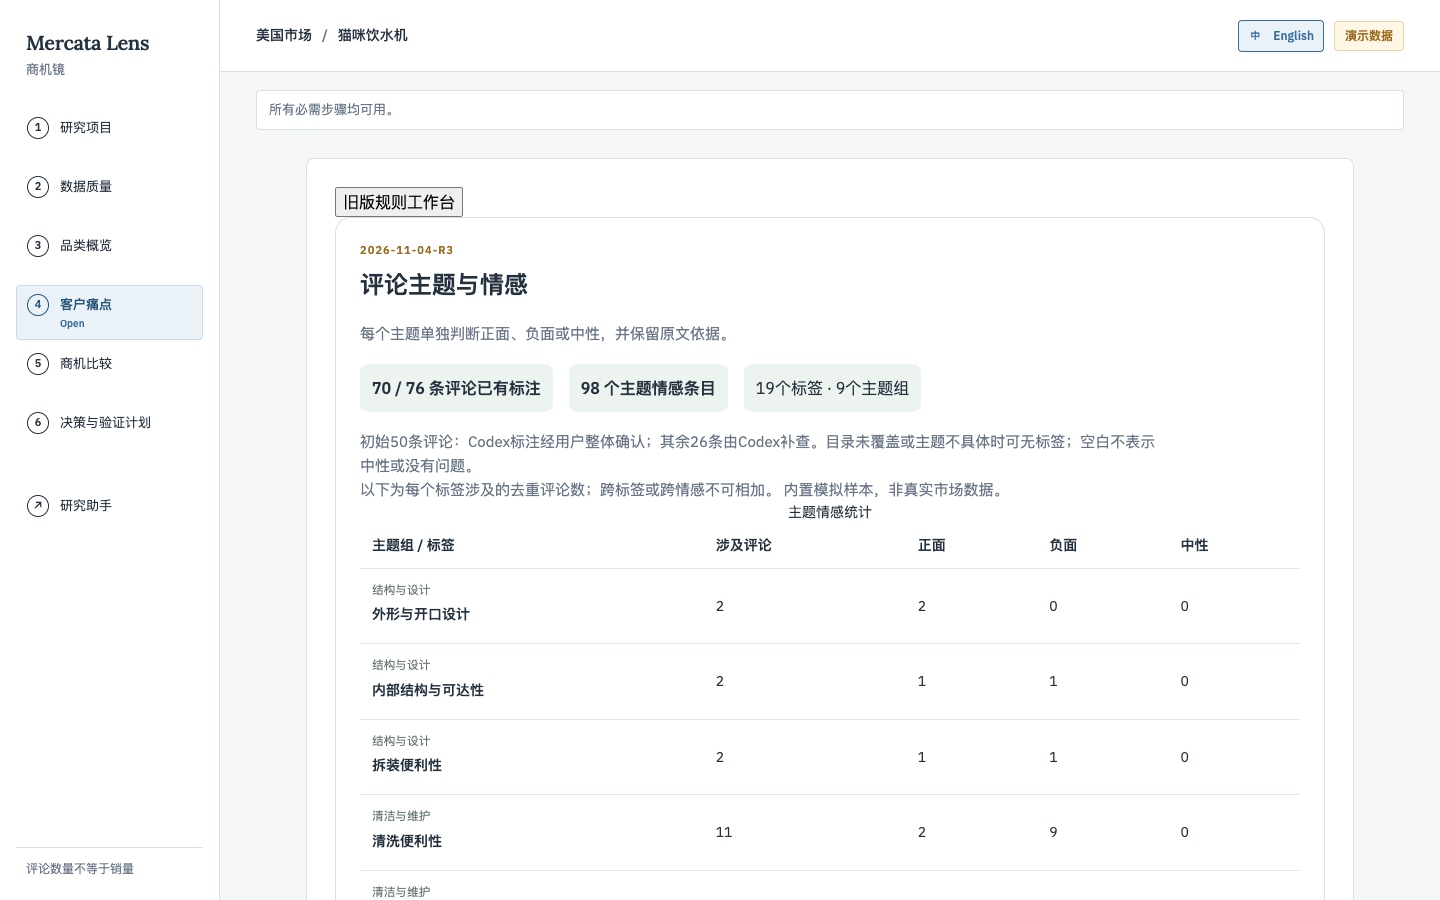 Mercata Lens
商机镜
1 研究项目
2 数据质量
3 品类概览
4 客户痛点
Open
5 商机比较
6 决策与验证计划
↗ 研究助手
评论数量不等于销量
美国市场 / 猫咪饮水机
中 English
演示数据
所有必需步骤均可用。
旧版规则工作台
2026-11-04-R3
评论主题与情感
每个主题单独判断正面、负面或中性，并保留原文依据。
70 / 76 条评论已有标注
98 个主题情感条目
19个标签 · 9个主题组
初始50条评论：Codex标注经用户整体确认；其余26条由Codex补查。目录未覆盖或主题不具体时可无标签；空白不表示
中性或没有问题。
以下为每个标签涉及的去重评论数；跨标签或跨情感不可相加。 内置模拟样本，非真实市场数据。
主题情感统计
主题组 / 标签 涉及评论 正面 负面 中性
结构与设计
外形与开口设计 2 2 0 0
结构与设计
内部结构与可达性 2 1 1 0
结构与设计
拆装便利性 2 1 1 0
清洁与维护
清洗便利性 11 2 9 0
清洁与维护